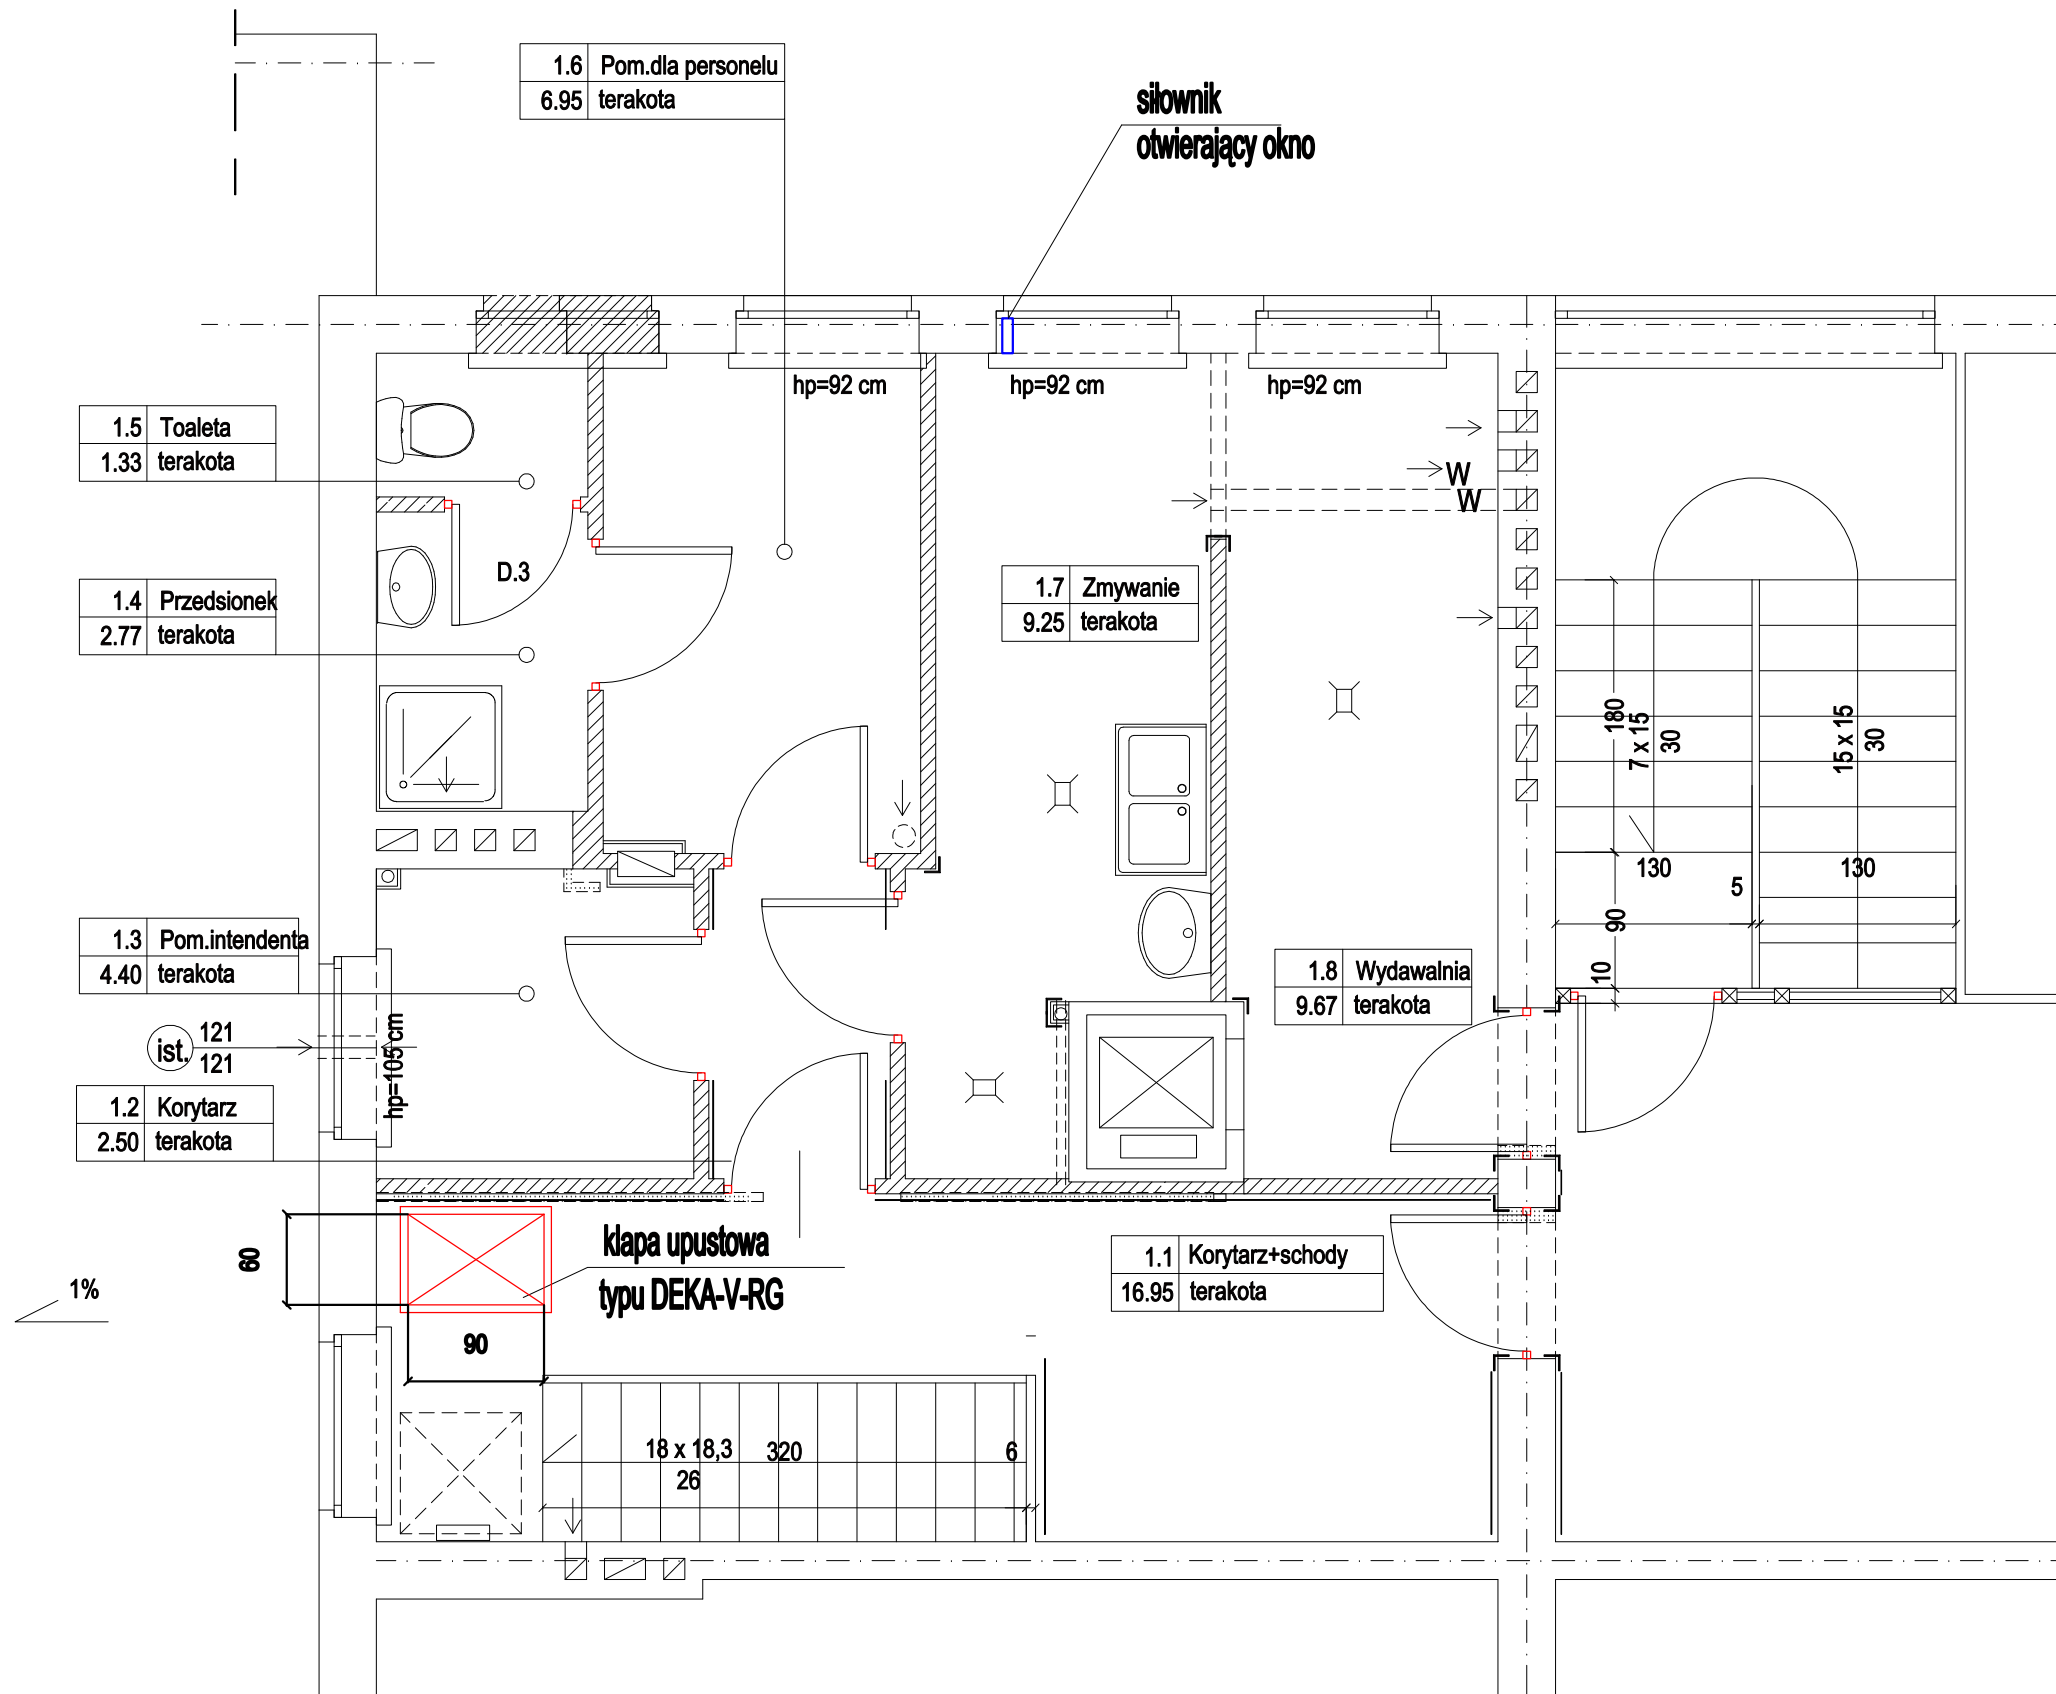 1.6 Pom.dla personelu
6.95 terakota
siłownik
otwierający okno
hp=92 cm
hp=92 cm
hp=92 cm
1.5 Toaleta
1.33 terakota
W
W
D.3
1.4 Przedsionek
2.77 terakota
1.7 Zmywanie
9.25 terakota
180
7 x 15
30
15 x 15
30
130
5
130
90
10
1.3 Pom.intendenta
4.40 terakota
1.8 Wydawalnia
9.67 terakota
ist.
121
121
hp=105 cm
1.2 Korytarz
2.50 terakota
60
klapa upustowa
typu DEKA-V-RG
1.1 Korytarz+schody
16.95 terakota
1%
90
18 x 18,3
26
320
6